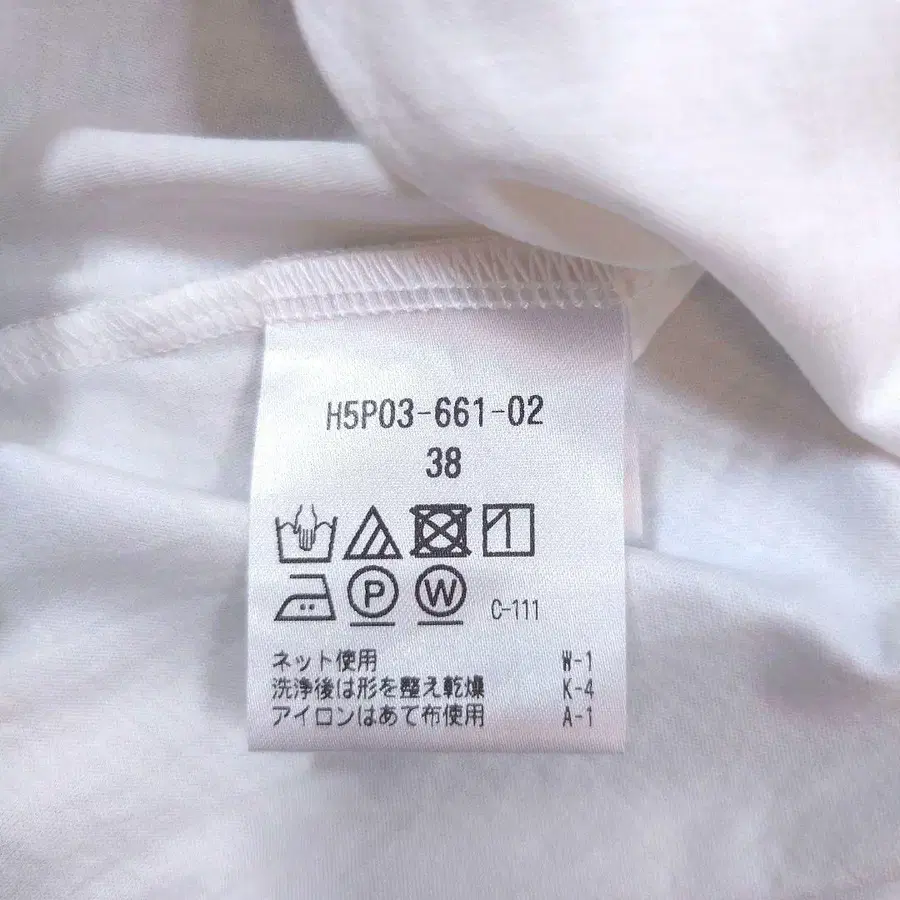 H5P03-661-02
38
P W C-111
ネット使用 W-1
洗浄後は形を整え乾燥 K-4
アイロンはあて布使用 A-1